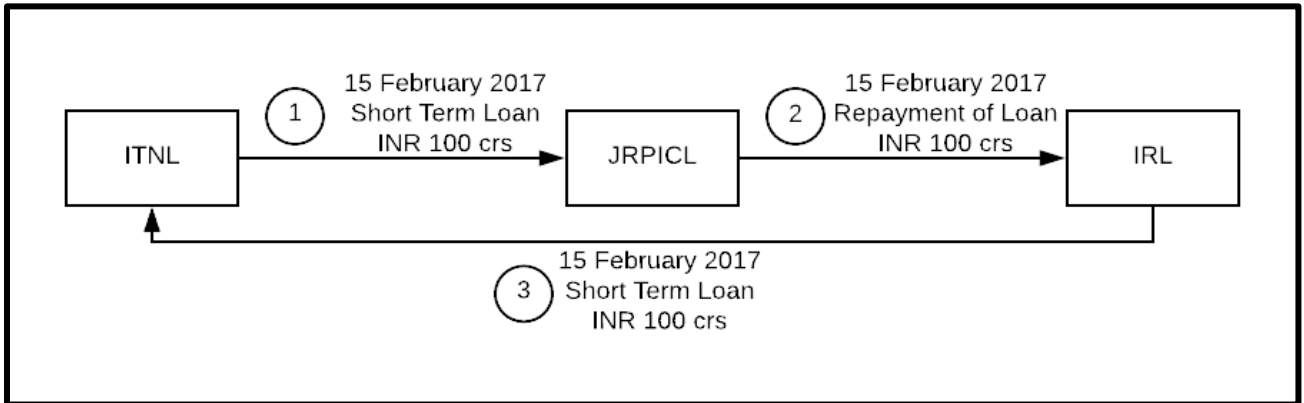 ITNL
1
15 February 2017
Short Term Loan
INR 100 crs
JRPICL
2
15 February 2017
Repayment of Loan
INR 100 crs
IRL
3
15 February 2017
Short Term Loan
INR 100 crs